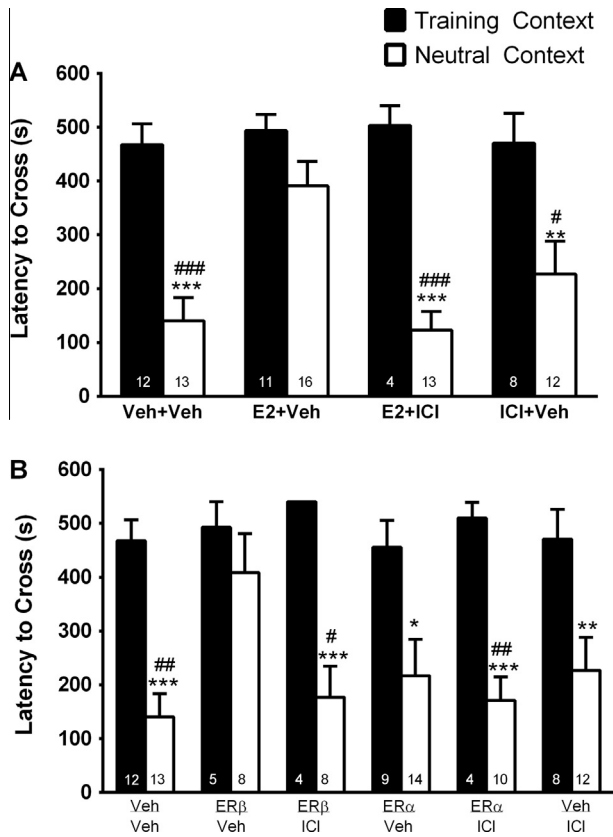 Training Context
Neutral Context
A
Latency to Cross (s)
600
500
400
300
200
100
0
###
***
###
***
#
**
12 13 11 16 4 13 8 12
Veh+Veh E2+Veh E2+ICI ICI+Veh
B
Latency to Cross (s)
600
500
400
300
200
100
0
##
***
#
***
*
##
***
**
12 13 5 8 4 8 9 14 4 10 8 12
Veh ERβ ERβ ERα ERα Veh
Veh Veh ICI Veh ICI ICI